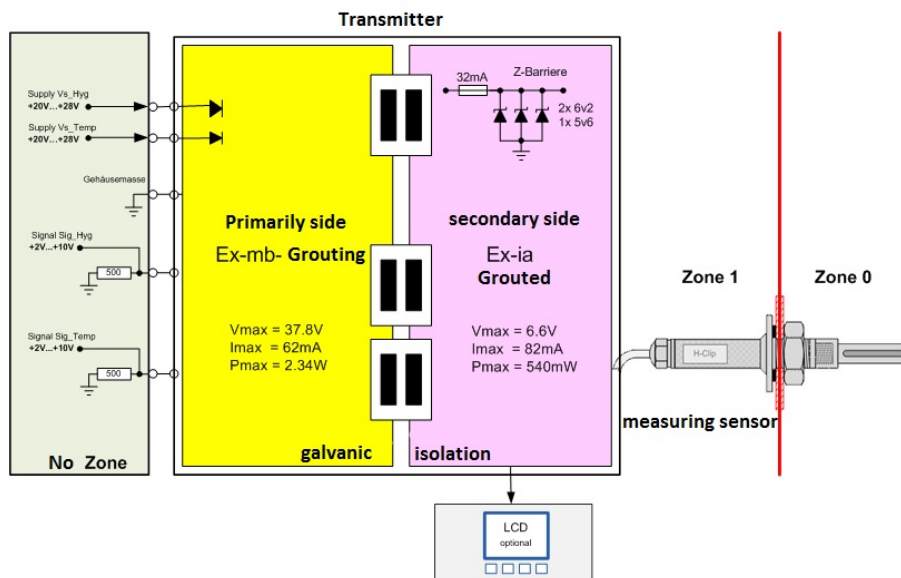 Transmitter
Supply Vs_Hyg
+20V...+28V
Supply Vs_Temp
+20V...+28V
Gehäusemasse
Signal Sig_Hyg
+2V...+10V
500
Signal Sig_Temp
+2V...+10V
500
No Zone
Primarily side
Ex-mb- Grouting
Vmax = 37.8V
Imax = 62mA
Pmax = 2.34W
galvanic
isolation
32mA
Z-Barriere
2x 6v2
1x 5v6
secondary side
Ex-ia
Grouted
Vmax = 6.6V
Imax = 82mA
Pmax = 540mW
Zone 1
Zone 0
H-Clip
measuring sensor
LCD
optional